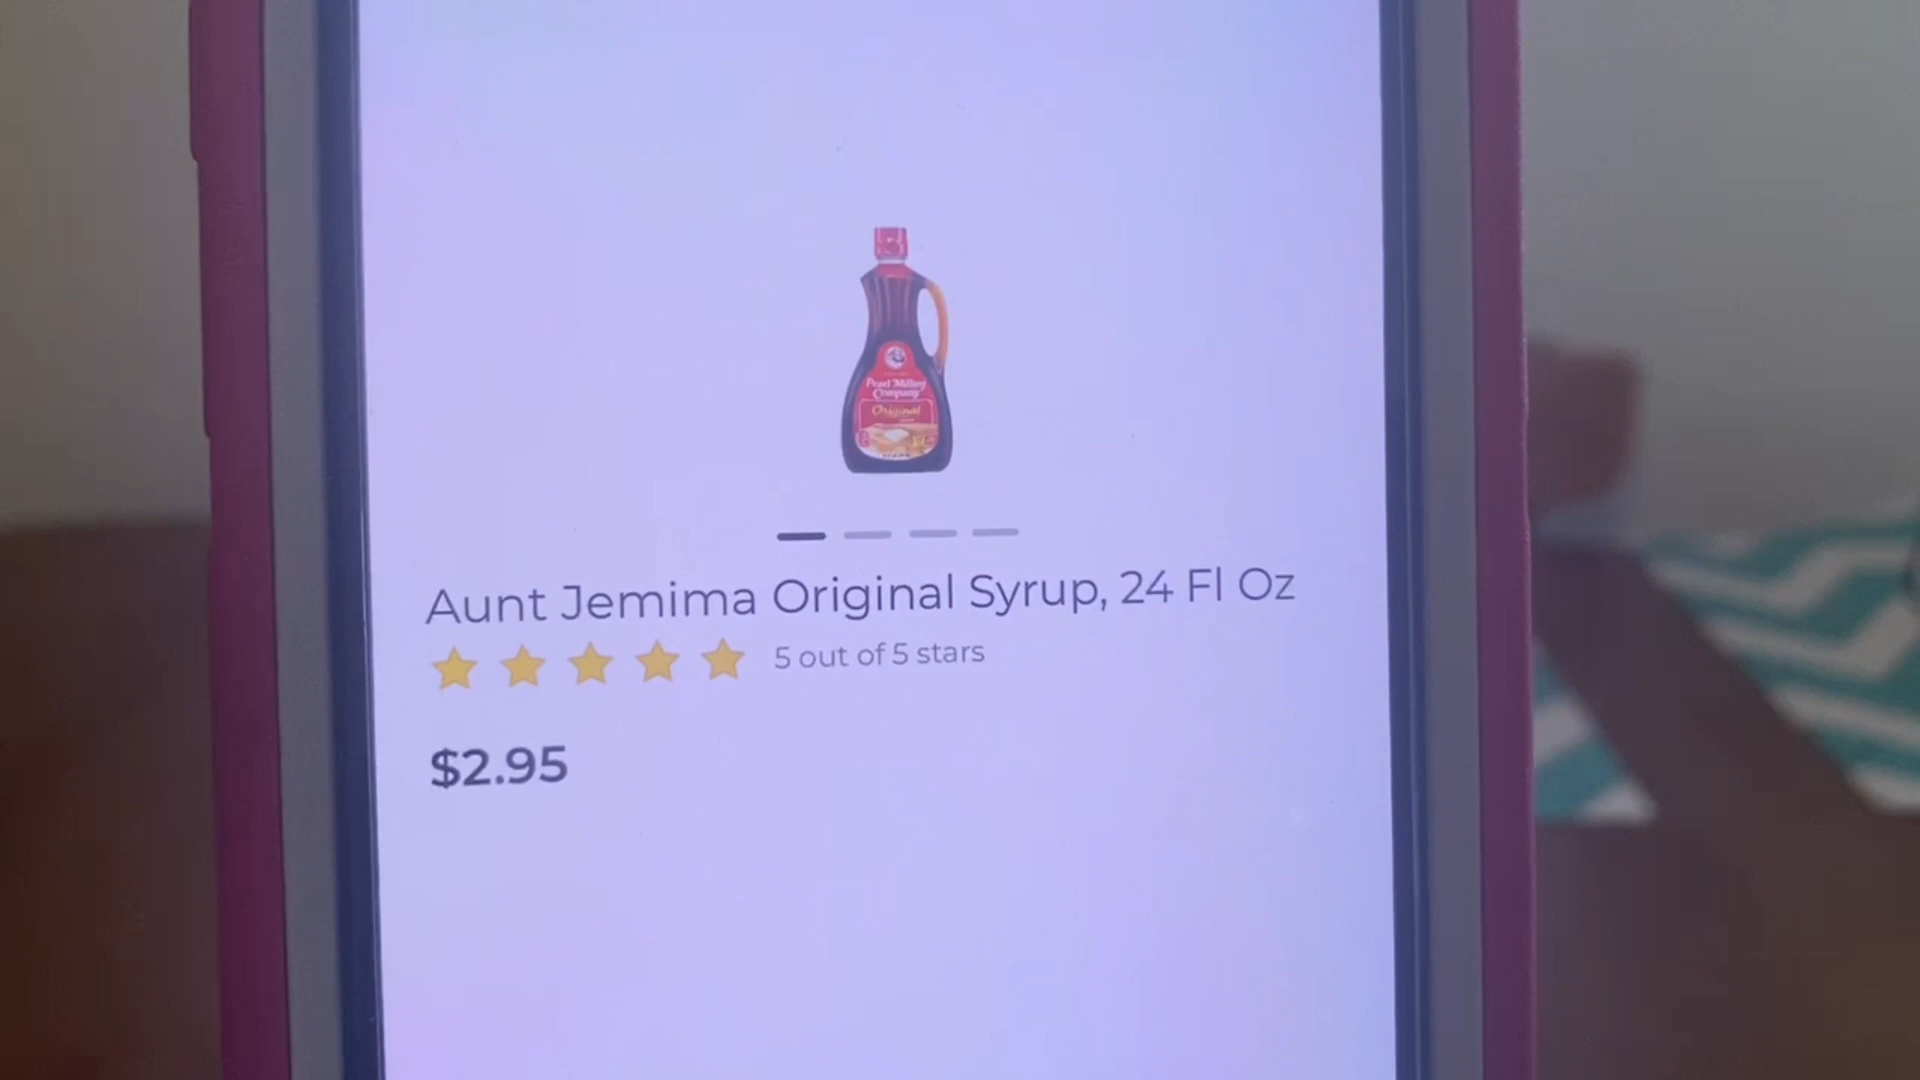 Pearl Milling
Company
Original
Aunt Jemima Original Syrup, 24 Fl Oz
5 out of 5 stars
$2.95